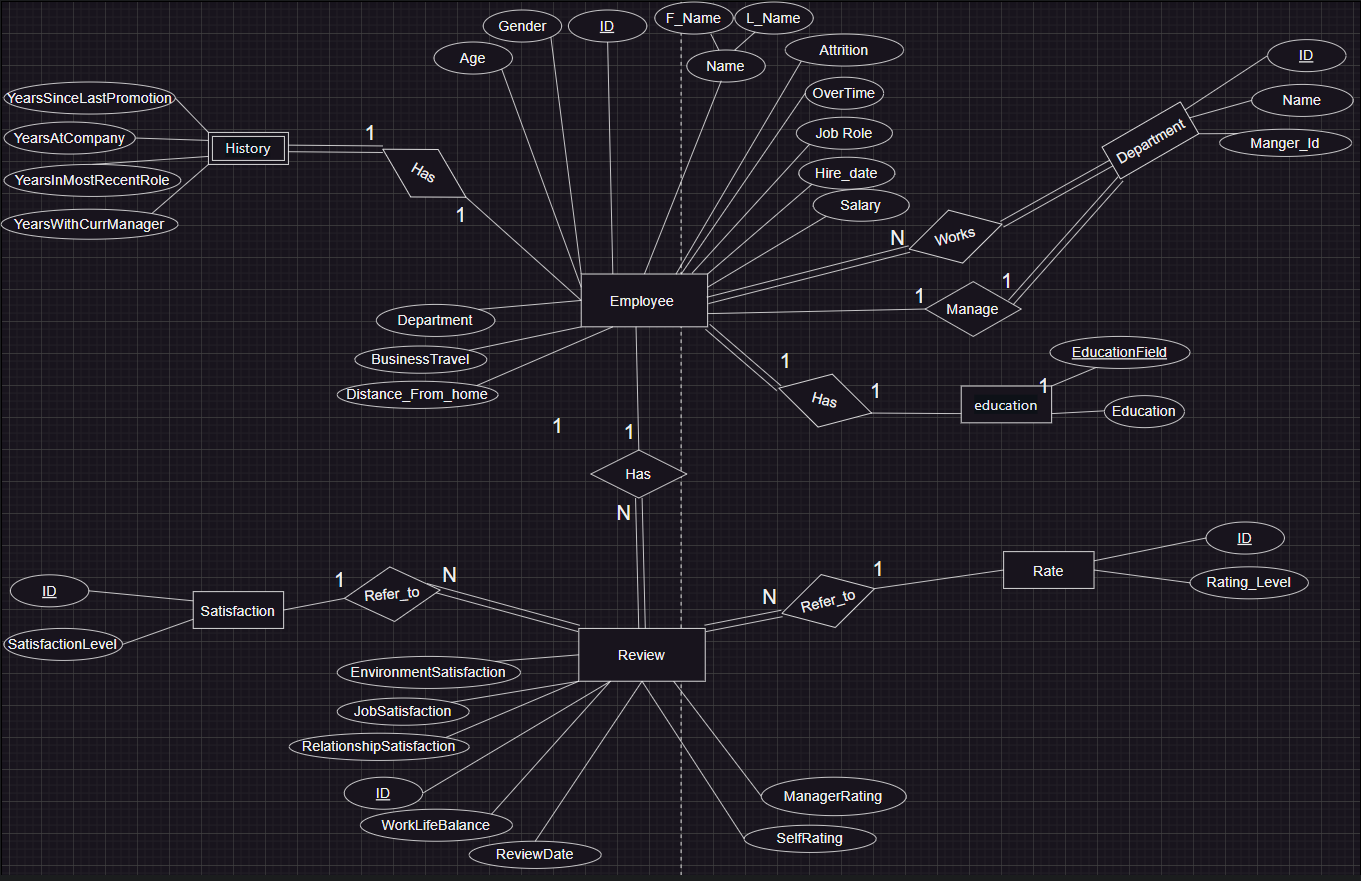 F_Name
L_Name
Gender
ID
Name
Age
Attrition
ID
OverTime
Name
YearsSinceLastPromotion
YearsAtCompany
1
Job Role
Department
Manger_Id
History
Has
Hire_date
YearsInMostRecentRole
1
Salary
YearsWithCurrManager
N
Works
1
Employee
1
Manage
Department
BusinessTravel
1
EducationField
Distance_From_home
Has
1
1
education
Education
1
1
Has
N
ID
Rate
Rating_Level
1
N
1
ID
Refer_to
N
Refer_to
Satisfaction
SatisfactionLevel
Review
EnvironmentSatisfaction
JobSatisfaction
RelationshipSatisfaction
ID
ManagerRating
WorkLifeBalance
SelfRating
ReviewDate